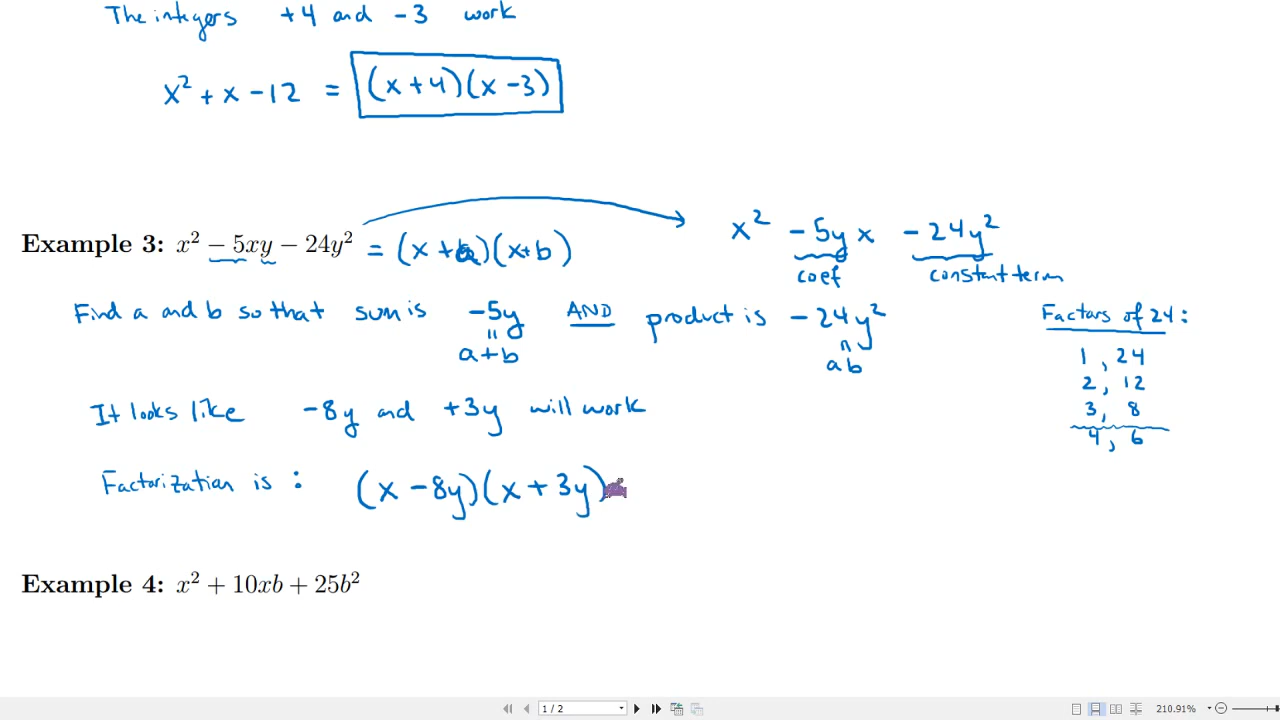 The integers +4 and -3 work
x² + x - 12 = (x + 4)(x - 3)
Example 3: x² − 5xy − 24y² = (x + a)(x + b)
x² - 5y x - 24y²
coef constant term
Find a and b so that sum is -5y AND product is -24y²
a + b
ab
Factors of 24:
1, 24
2, 12
3, 8
4, 6
It looks like -8y and +3y will work
Factorization is: (x - 8y)(x + 3y)
Example 4: x² + 10xb + 25b²
1 / 2
210.91%